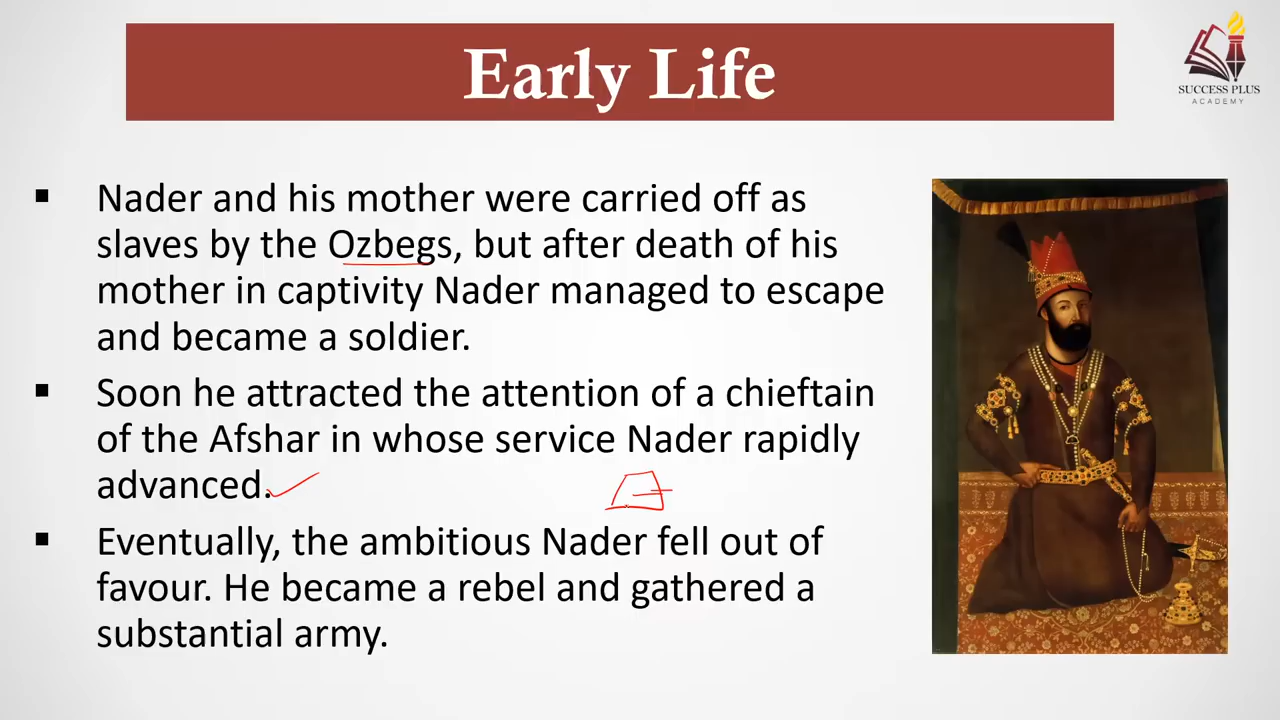 Early Life
SUCCESS PLUS
ACADEMY
▪ Nader and his mother were carried off as
slaves by the Ozbegs, but after death of his
mother in captivity Nader managed to escape
and became a soldier.
▪ Soon he attracted the attention of a chieftain
of the Afshar in whose service Nader rapidly
advanced.
▪ Eventually, the ambitious Nader fell out of
favour. He became a rebel and gathered a
substantial army.